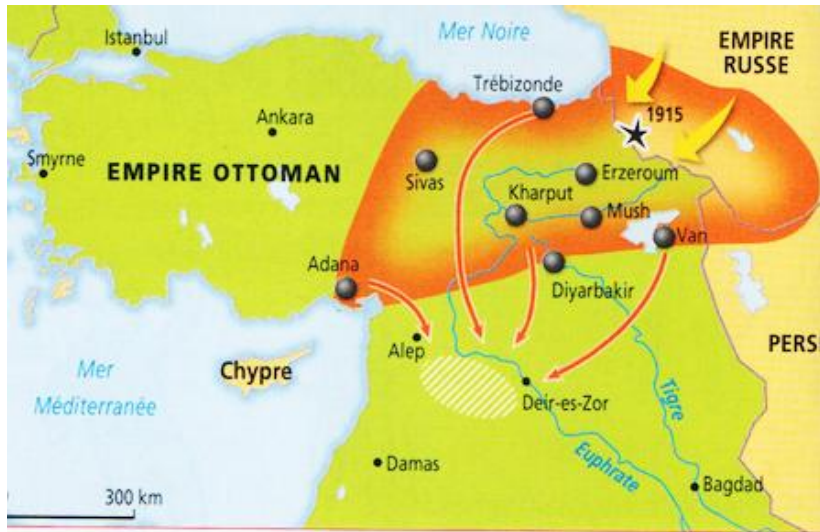 Istanbul
Mer Noire
EMPIRE
RUSSE
Trébizonde
1915
Ankara
Smyrne
EMPIRE OTTOMAN
Sivas
Erzeroum
Kharput
Mush
Van
Adana
Diyarbakir
Alep
PERS
Chypre
Mer
Méditerranée
Deir-es-Zor
Tigre
Euphrate
Damas
Bagdad
300 km